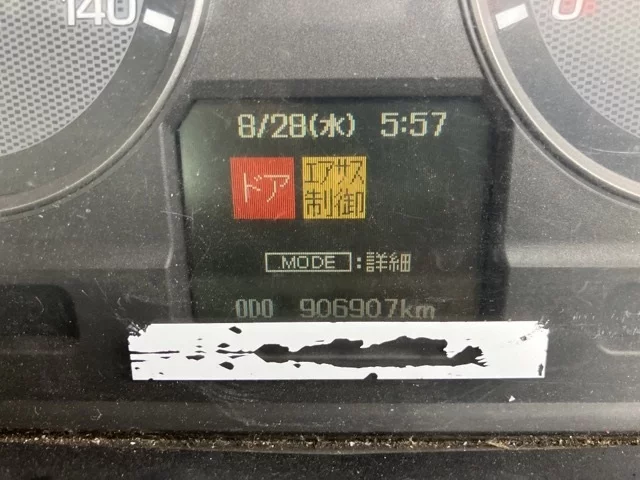 140
8/28(水) 5:57
ドア
エアサス
制御
MODE :詳細
ODO 906907km